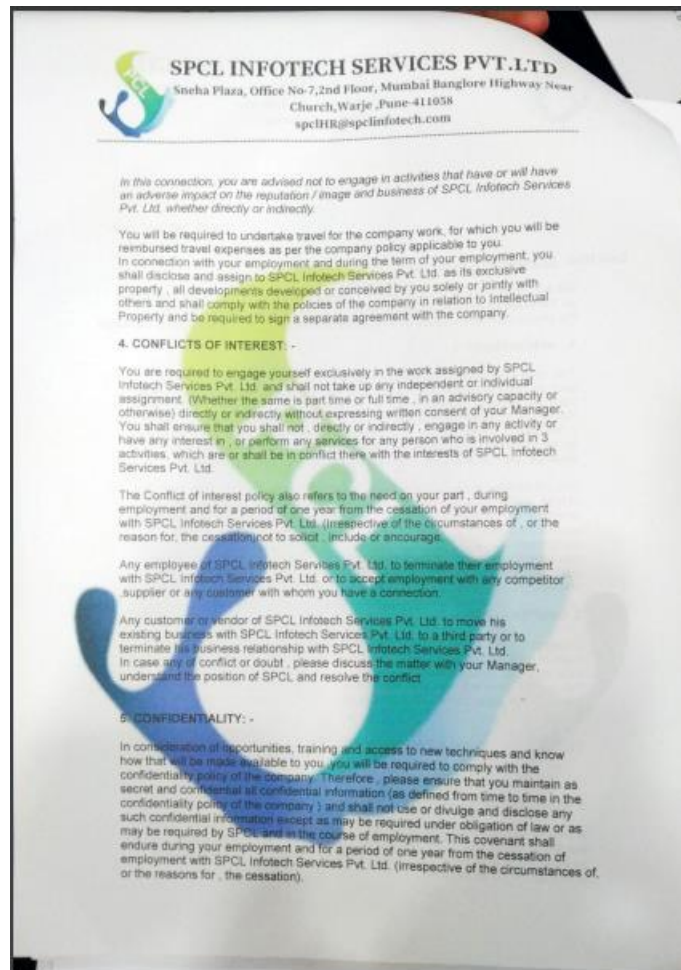 SPCL
SPCL INFOTECH SERVICES PVT.LTD
Sneha Plaza, Office No-7,2nd Floor, Mumbai Banglore Highway Near
Church,Warje ,Pune-411058
spclHR@spclinfotech.com
In this connection, you are advised not to engage in activities that have or will have
an adverse impact on the reputation / image and business of SPCL Infotech Services
Pvt. Ltd. whether directly or indirectly.
You will be required to undertake travel for the company work, for which you will be
reimbursed travel expenses as per the company policy applicable to you.
In connection with your employment and during the term of your employment, you
shall disclose and assign to SPCL Infotech Services Pvt. Ltd. as its exclusive
property , all developments developed or conceived by you solely or jointly with
others and shall comply with the policies of the company in relation to Intellectual
Property and be required to sign a separate agreement with the company.
4. CONFLICTS OF INTEREST: -
You are required to engage yourself exclusively in the work assigned by SPCL
Infotech Services Pvt. Ltd. and shall not take up any independent or individual
assignment. (Whether the same is part time or full time , in an advisory capacity or
otherwise) directly or indirectly without expressing written consent of your Manager.
You shall ensure that you shall not , directly or indirectly , engage in any activity or
have any interest in , or perform any services for any person who is involved in 3
activities, which are or shall be in conflict there with the interests of SPCL Infotech
Services Pvt. Ltd.
The Conflict of interest policy also refers to the need on your part , during
employment and for a period of one year from the cessation of your employment
with SPCL Infotech Services Pvt. Ltd. (Irrespective of the circumstances of , or the
reason for, the cessation)not to solicit , include or encourage.
Any employee of SPCL Infotech Services Pvt. Ltd. to terminate their employment
with SPCL Infotech Services Pvt. Ltd. or to accept employment with any competitor
,supplier or any customer with whom you have a connection.
Any customer or vendor of SPCL Infotech Services Pvt. Ltd. to move his
existing business with SPCL Infotech Services Pvt. Ltd. to a third party or to
terminate his business relationship with SPCL Infotech Services Pvt. Ltd.
In case any of conflict or doubt , please discuss the matter with your Manager,
understand the position of SPCL and resolve the conflict
5. CONFIDENTIALITY: -
In consideration of opportunities, training and access to new techniques and know
how that will be made available to you ,you will be required to comply with the
confidentiality policy of the company. Therefore , please ensure that you maintain as
secret and confidential all confidential information (as defined from time to time in the
confidentiality policy of the company ) and shall not use or divulge and disclose any
such confidential information except as may be required under obligation of law or as
may be required by SPCL and in the course of employment. This covenant shall
endure during your employment and for a period of one year from the cessation of
employment with SPCL Infotech Services Pvt. Ltd. (irrespective of the circumstances of,
or the reasons for , the cessation).